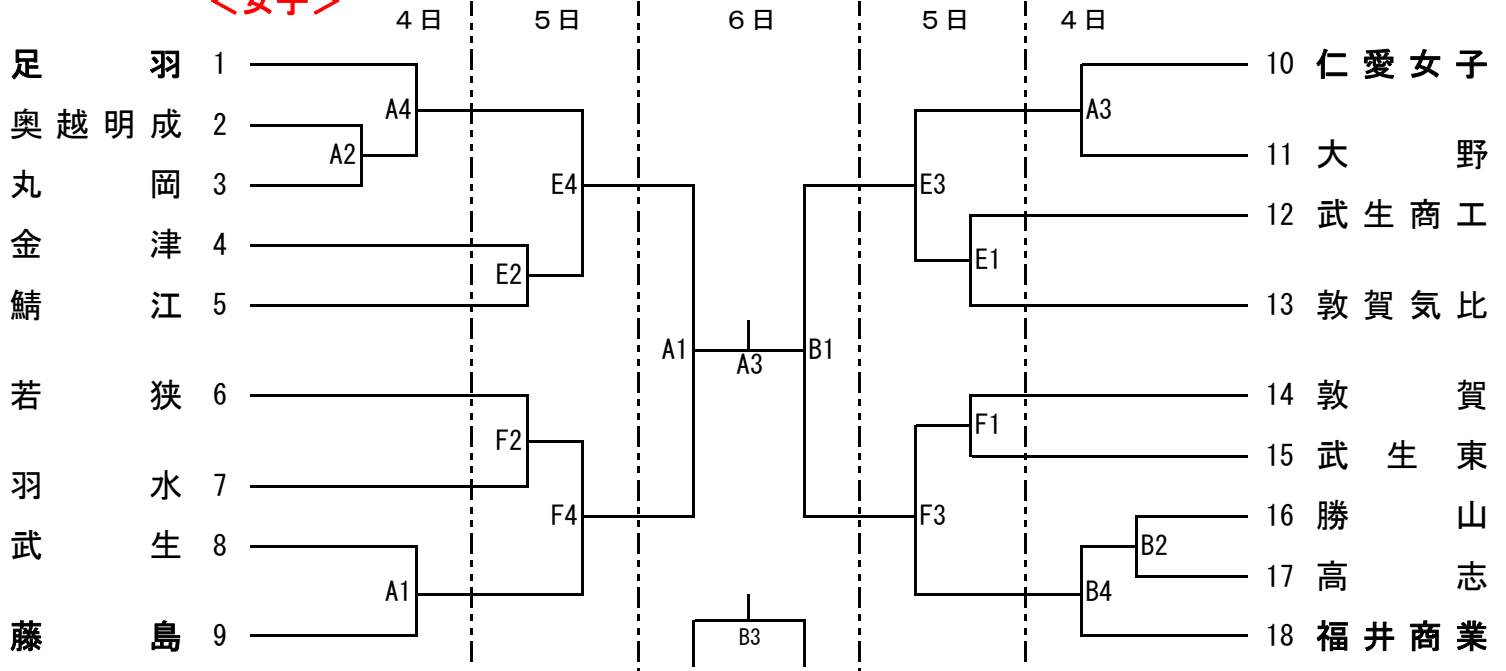 <女子>
4日 5日 6日 5日 4日
足羽 1
奥越明成 2
丸岡 3
金津 4
鯖江 5
若狭 6
羽水 7
武生 8
藤島 9
A4
A2
E4
E2
A1
F2
F4
A1
A3
B3
B1
E3
A3
E1
F1
F3
B2
B4
10 仁愛女子
11 大野
12 武生商工
13 敦賀気比
14 敦賀
15 武生東
16 勝山
17 高志
18 福井商業